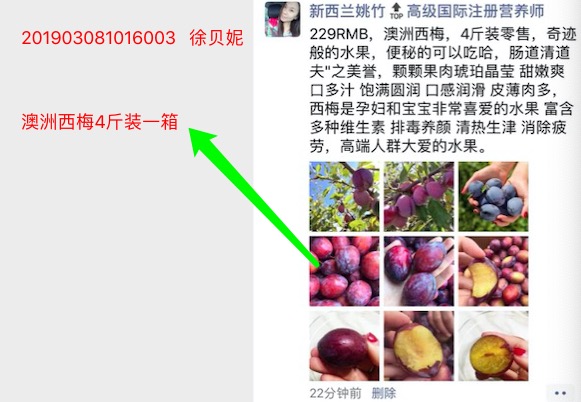 201903081016003 徐贝妮
澳洲西梅4斤装一箱
新西兰姚竹🔝高级国际注册营养师
229RMB，澳洲西梅，4斤装零售，奇迹
般的水果，便秘的可以吃哈，肠道清道
夫"之美誉，颗颗果肉琥珀晶莹 甜嫩爽
口多汁 饱满圆润 口感润滑 皮薄肉多，
西梅是孕妇和宝宝非常喜爱的水果 富含
多种维生素 排毒养颜 清热生津 消除疲
劳，高端人群大爱的水果。
22分钟前 删除